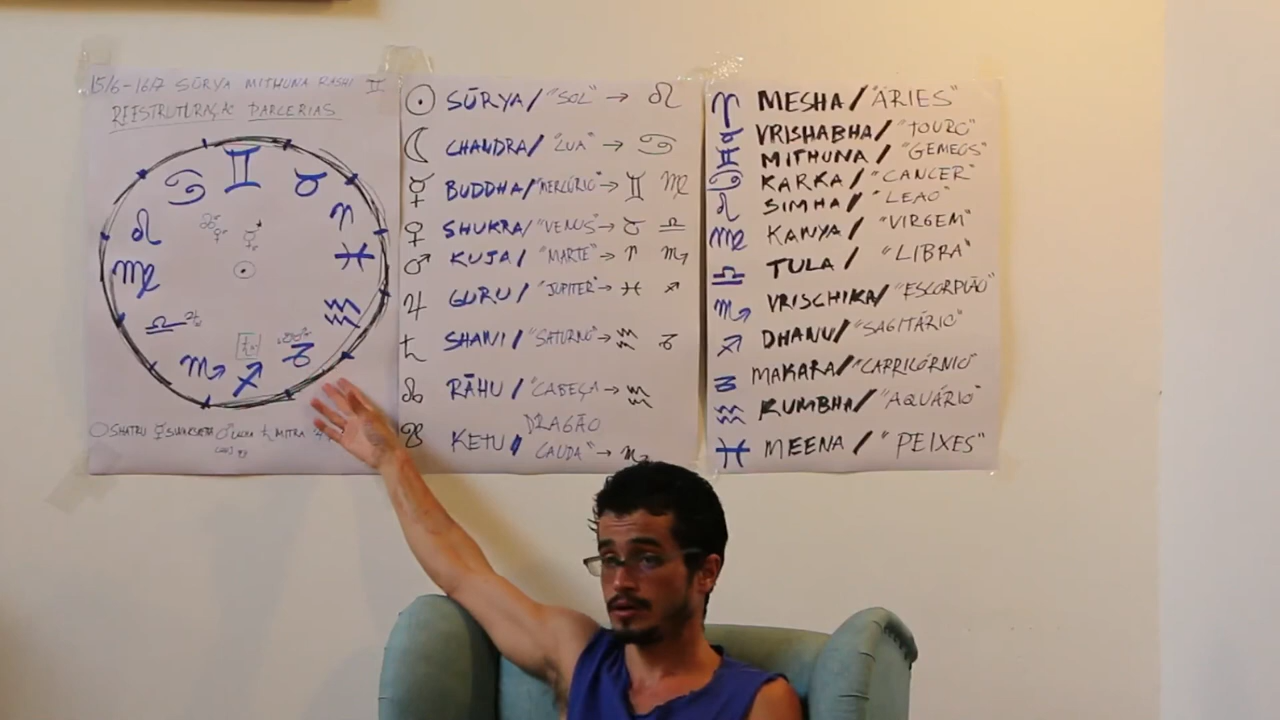 15/6-16/7 SŪRYA MITHUNA RASHI ♊
REESTRUTURAÇÃO PARCERIAS
♊
♋ ♉
♌ ♈
♍ ♓
♎ ♒
♏ ♐ ♑
SHATRU MITRA
☉ SŪRYA / "SOL" → ♌
☾ CHANDRA / "LUA" → ♋
☿ BUDDHA / "MERCÚRIO" → ♊ ♍
♀ SHUKRA / "VENUS" → ♉ ♎
♂ KUJA / "MARTE" → ♈ ♏
♃ GURU / "JUPITER" → ♓ ♐
♄ SHANI / "SATURNO" → ♒ ♑
☊ RĀHU / "CABEÇA → ♒
DRAGÃO
☋ KETU / CAUDA" → ♏
♈ MESHA / "ÁRIES"
♉ VRISHABHA / "TOURO"
♊ MITHUNA / "GEMEOS"
♋ KARKA / "CANCER"
♌ SIMHA / "LEAO"
♍ KANYA / "VIRGEM"
♎ TULA / "LIBRA"
♏ VRISCHIKA / "ESCORPIÃO"
♐ DHANU / "SAGITÁRIO"
♑ MAKARA / "CAPRICÓRNIO"
♒ KUMBHA / "AQUÁRIO"
♓ MEENA / "PEIXES"